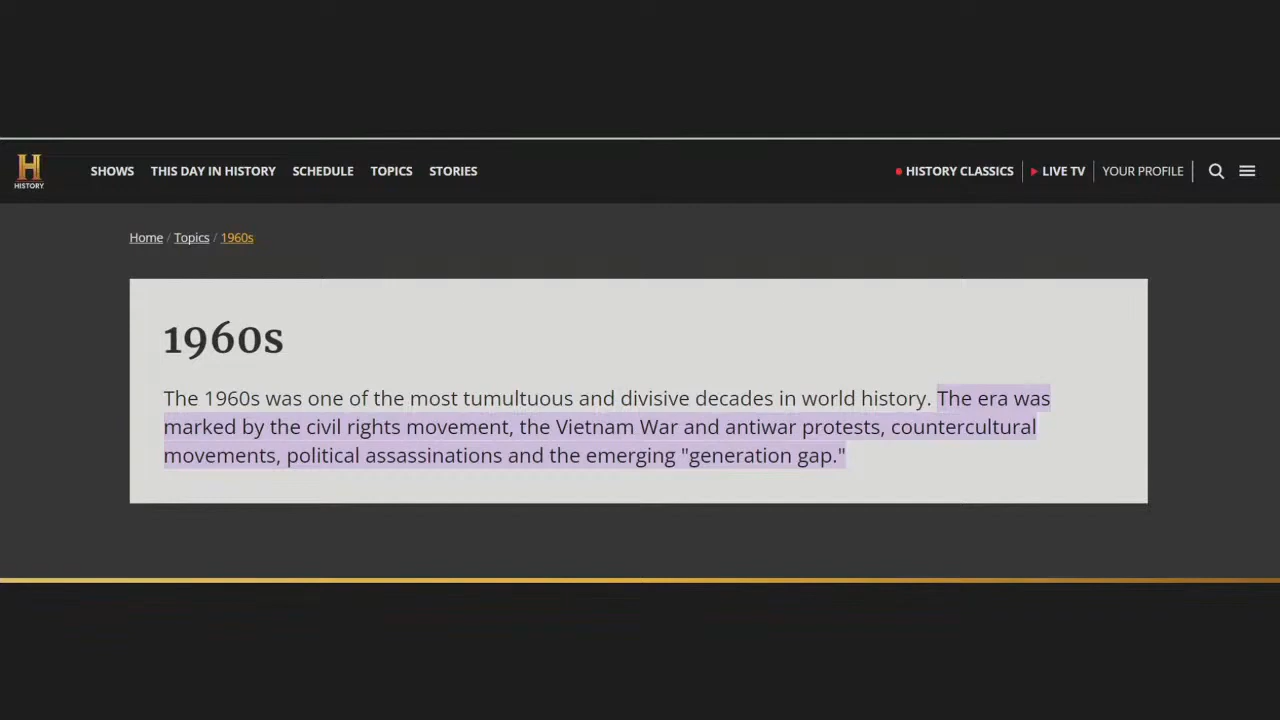 H
HISTORY
SHOWS THIS DAY IN HISTORY SCHEDULE TOPICS STORIES HISTORY CLASSICS LIVE TV YOUR PROFILE
Home / Topics / 1960s
1960s
The 1960s was one of the most tumultuous and divisive decades in world history. The era was
marked by the civil rights movement, the Vietnam War and antiwar protests, countercultural
movements, political assassinations and the emerging "generation gap."